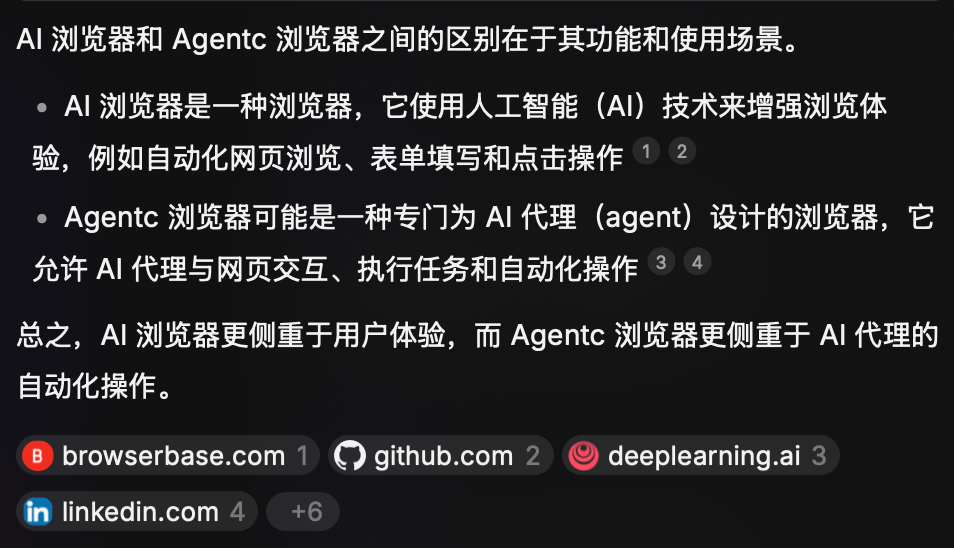 AI 浏览器和 Agentc 浏览器之间的区别在于其功能和使用场景。
• AI 浏览器是一种浏览器，它使用人工智能（AI）技术来增强浏览体
验，例如自动化网页浏览、表单填写和点击操作 1 2
• Agentc 浏览器可能是一种专门为 AI 代理（agent）设计的浏览器，它
允许 AI 代理与网页交互、执行任务和自动化操作 3 4
总之，AI 浏览器更侧重于用户体验，而 Agentc 浏览器更侧重于 AI 代理的
自动化操作。
B browserbase.com 1 github.com 2 deeplearning.ai 3
in linkedin.com 4 +6